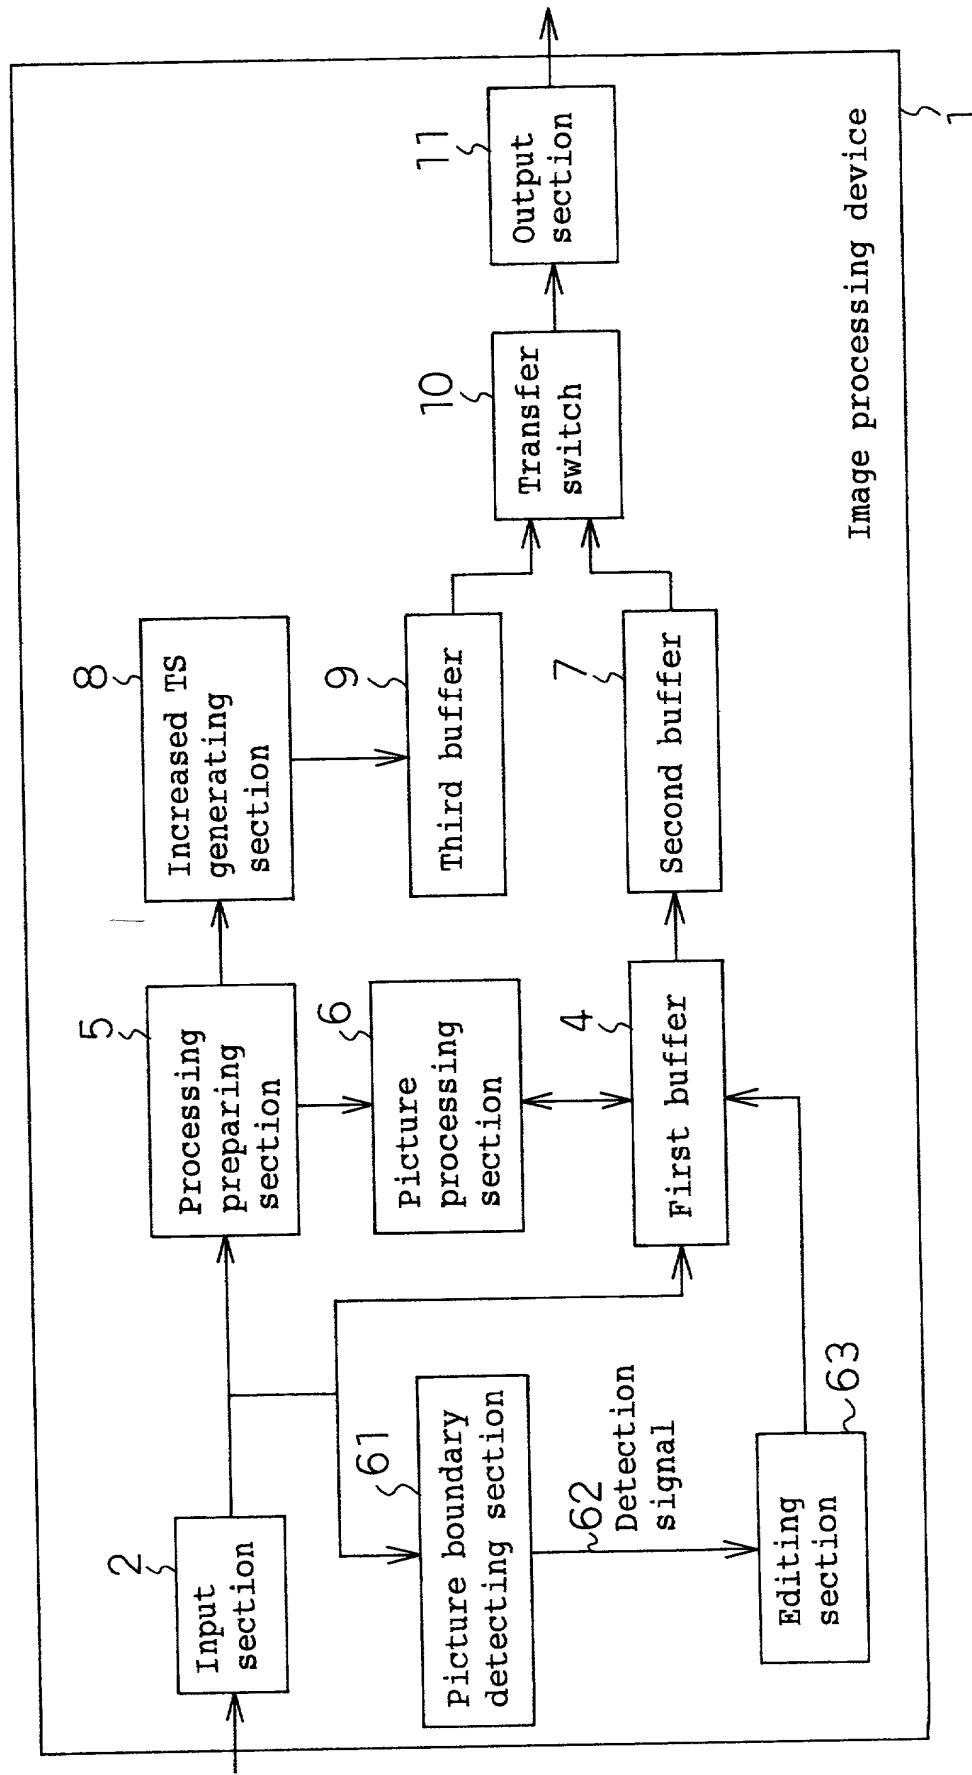 2
Input
section
5
Processing
preparing
section
8
Increased TS
generating
section
61
Picture boundary
detecting section
6
Picture
processing
section
9
Third buffer
10
Transfer
switch
11
Output
section
62
Detection
signal
4
First buffer
7
Second buffer
Editing
section
63
Image processing device
1